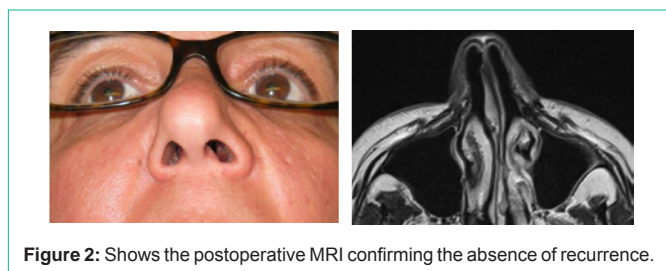 Figure 2: Shows the postoperative MRI confirming the absence of recurrence.